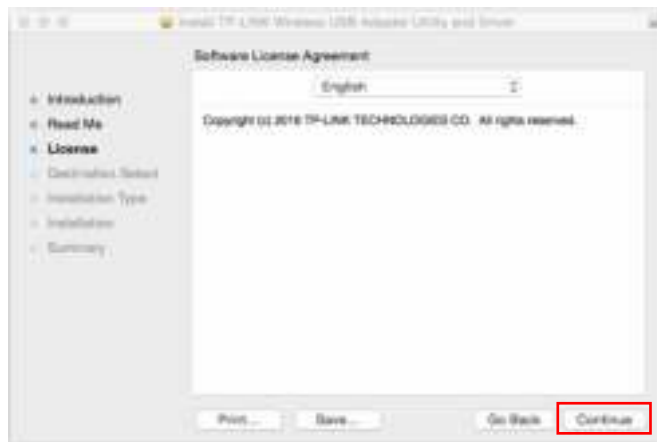 Install TP-LINK Wireless USB Adapter Utility and Driver
Software License Agreement
English
Introduction
Read Me
License
Destination Select
Installation Type
Installation
Summary
Copyright (c) 2016 TP-LINK TECHNOLOGIES CO. All rights reserved.
Print...
Save...
Go Back
Continue